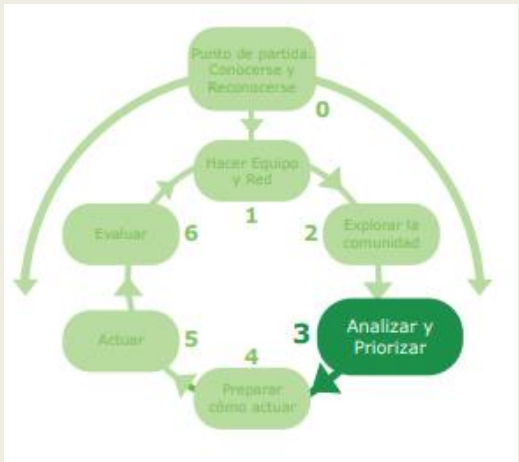 Punto de partida.
Conocerse y
Reconocerse
0
Hacer Equipo
y Red
1
Explorar la
comunidad
2
Analizar y
Priorizar
3
Preparar
cómo actuar
4
Actuar
5
Evaluar
6